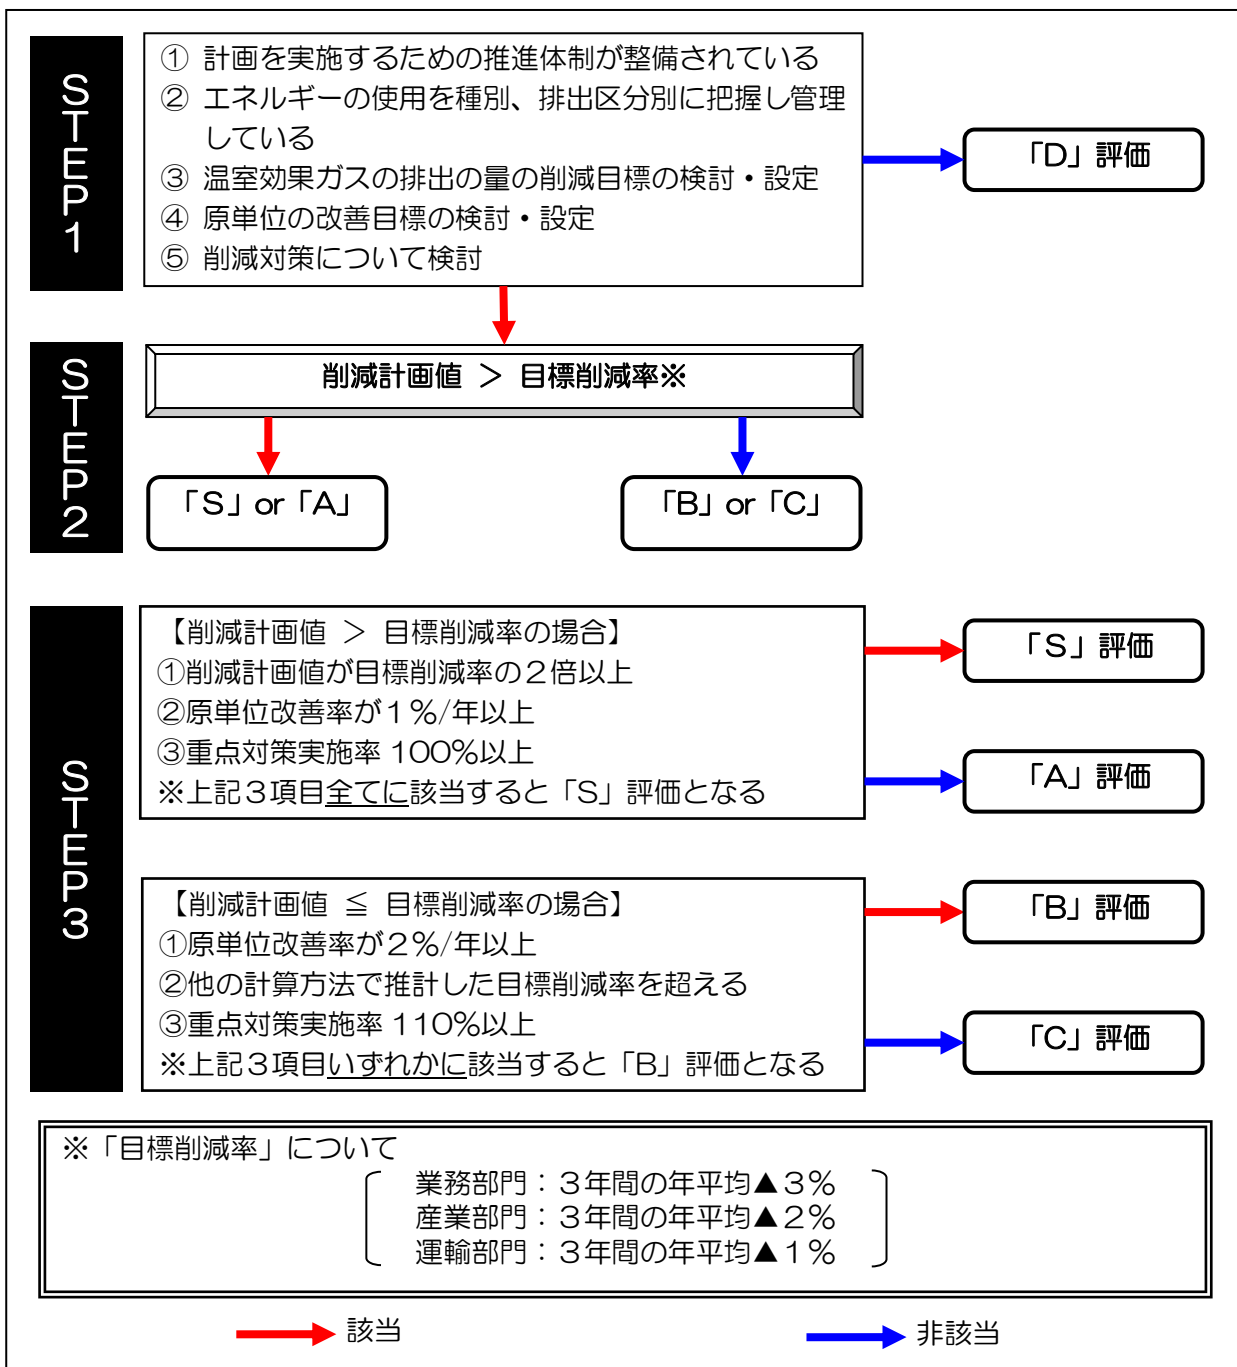 STEP1
① 計画を実施するための推進体制が整備されている
② エネルギーの使用を種別、排出区分別に把握し管理
している
③ 温室効果ガスの排出の量の削減目標の検討・設定
④ 原単位の改善目標の検討・設定
⑤ 削減対策について検討
「D」評価
STEP2
削減計画値 ＞ 目標削減率※
「S」or「A」
「B」or「C」
STEP3
【削減計画値 ＞ 目標削減率の場合】
①削減計画値が目標削減率の２倍以上
②原単位改善率が１％/年以上
③重点対策実施率 100％以上
※上記３項目全てに該当すると「S」評価となる
「S」評価
「A」評価
【削減計画値 ≦ 目標削減率の場合】
①原単位改善率が２％/年以上
②他の計算方法で推計した目標削減率を超える
③重点対策実施率 110％以上
※上記３項目いずれかに該当すると「B」評価となる
「B」評価
「C」評価
※「目標削減率」について
業務部門：３年間の年平均▲３％
産業部門：３年間の年平均▲２％
運輸部門：３年間の年平均▲１％
該当
非該当